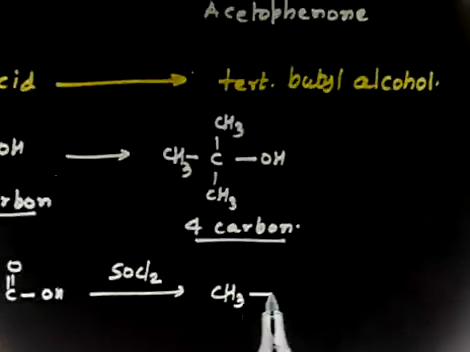 Acetophenone
cid ⟶ tert. butyl alcohol.
CH3
OH ⟶ CH3 - C - OH
CH3
rbon
4 carbon.
O
C - OH SOCl2 ⟶ CH3 -